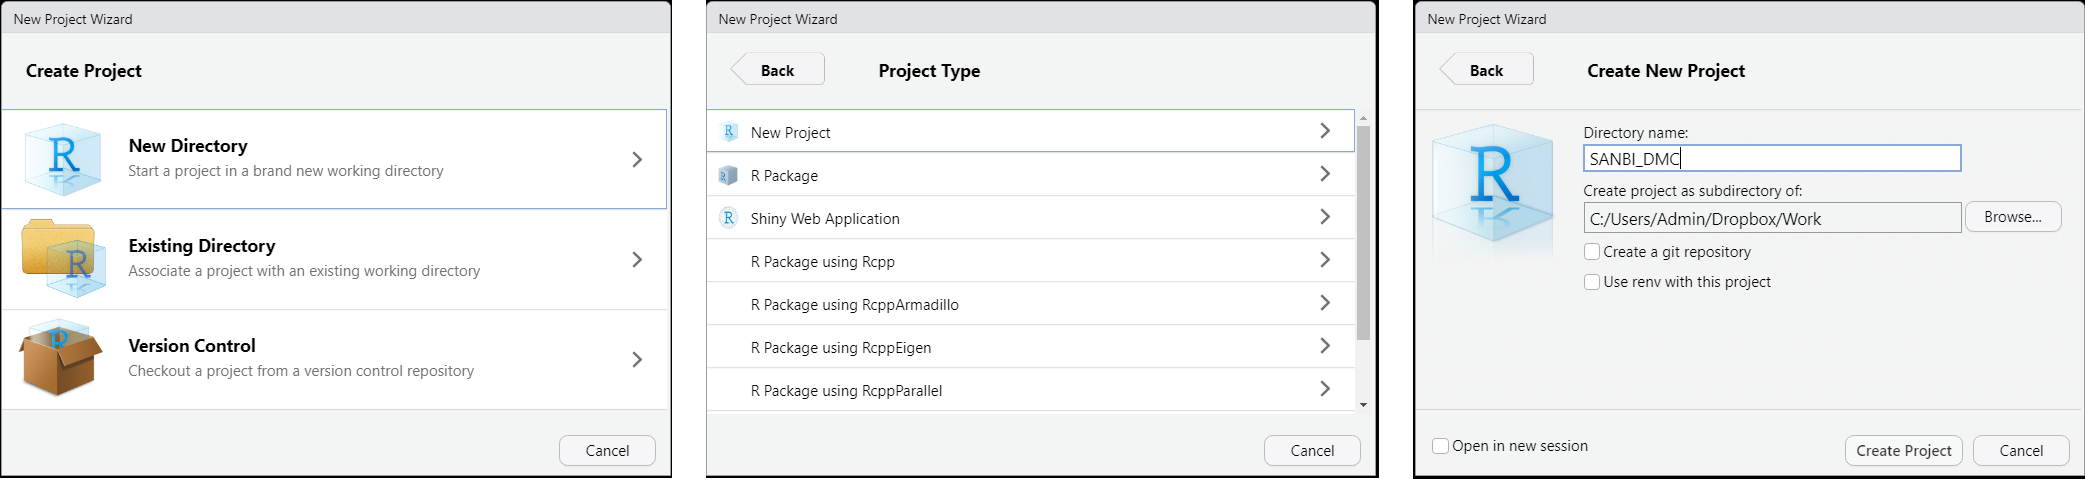 New Project Wizard
Create Project
R
New Directory
Start a project in a brand new working directory
R
Existing Directory
Associate a project with an existing working directory
R
Version Control
Checkout a project from a version control repository
Cancel
New Project Wizard
Back
Project Type
R
New Project
R
R Package
R
Shiny Web Application
R Package using Rcpp
R Package using RcppArmadillo
R Package using RcppEigen
R Package using RcppParallel
Cancel
New Project Wizard
Back
Create New Project
R
Directory name:
SANBI_DMC
Create project as subdirectory of:
C:/Users/Admin/Dropbox/Work
Browse...
Create a git repository
Use renv with this project
Open in new session
Create Project
Cancel